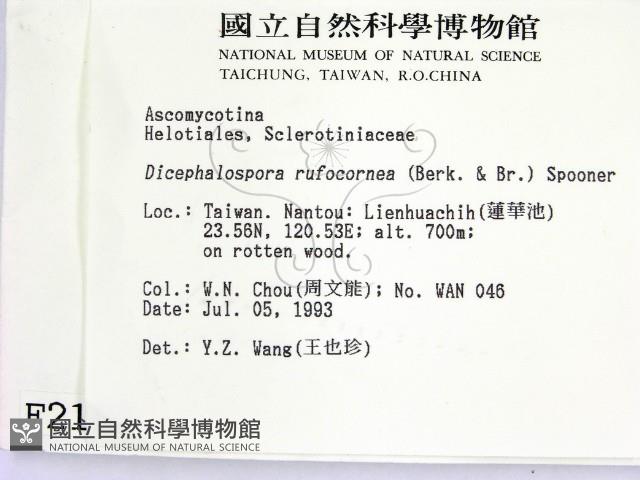 國立自然科學博物館
NATIONAL MUSEUM OF NATURAL SCIENCE
TAICHUNG, TAIWAN, R.O.CHINA
Ascomycotina
Helotiales, Sclerotiniaceae
Dicephalospora rufocornea (Berk. & Br.) Spooner
Loc.: Taiwan. Nantou: Lienhuachih(蓮華池)
23.56N, 120.53E; alt. 700m;
on rotten wood.
Col.: W.N. Chou(周文能); No. WAN 046
Date: Jul. 05, 1993
Det.: Y.Z. Wang(王也珍)
F21
國立自然科學博物館
NATIONAL MUSEUM OF NATURAL SCIENCE